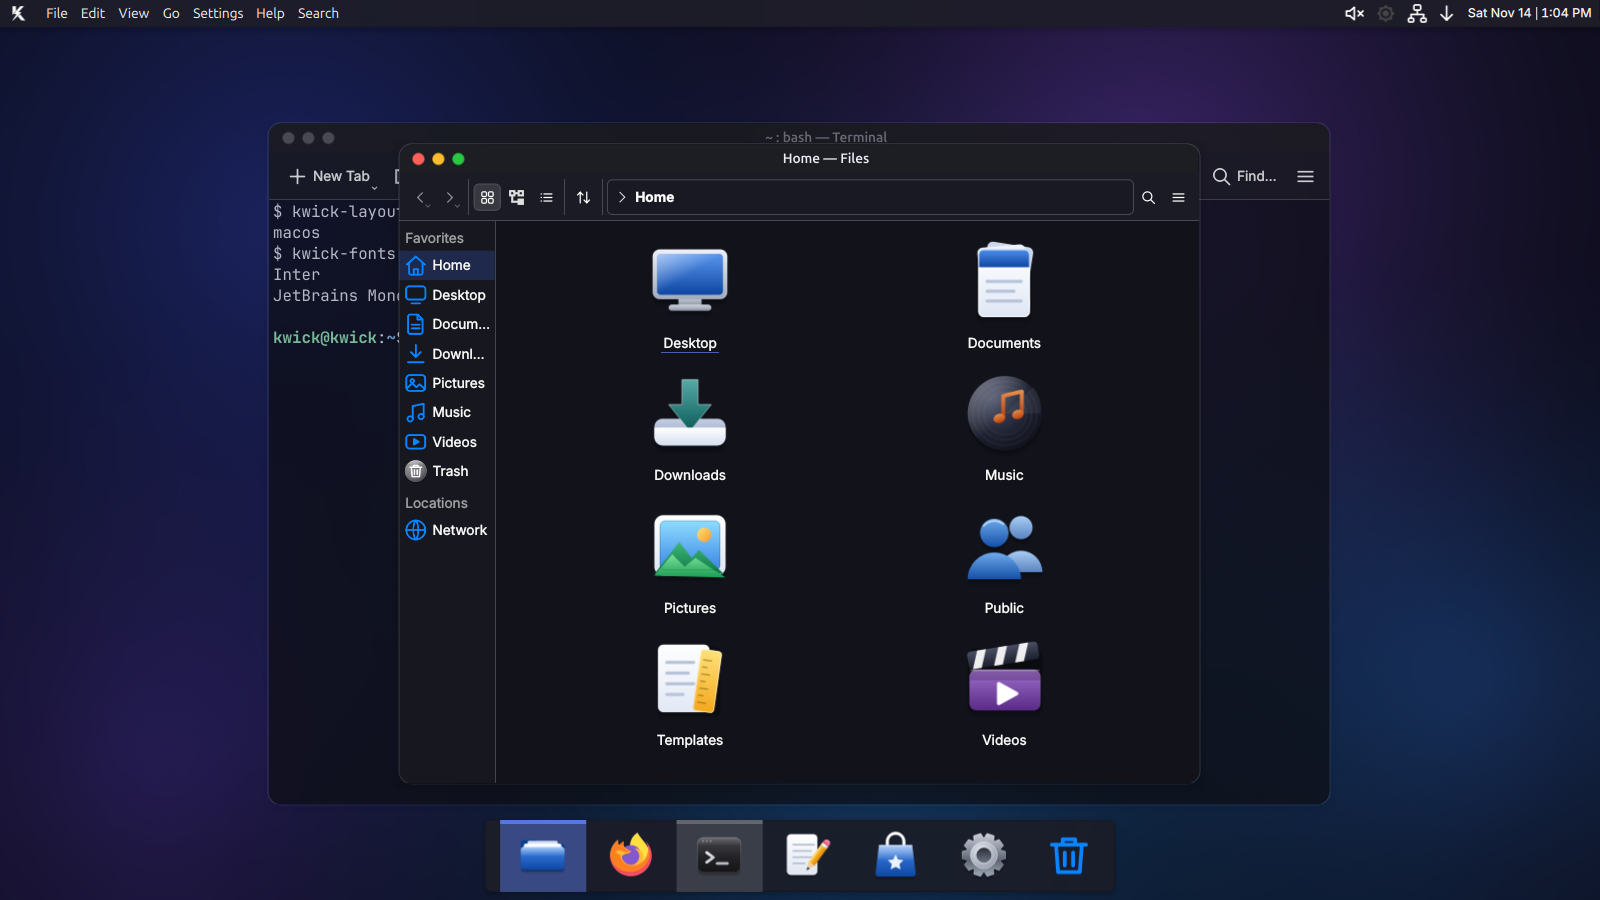 File Edit View Go Settings Help Search
Sat Nov 14 | 1:04 PM
~ : bash — Terminal
New Tab
Find...
$ kwick-layou
macos
$ kwick-fonts
Inter
JetBrains Mon
kwick@kwick:~$
Home — Files
Home
Favorites
Home
Desktop
Docum...
Downl...
Pictures
Music
Videos
Trash
Locations
Network
Desktop
Documents
Downloads
Music
Pictures
Public
Templates
Videos